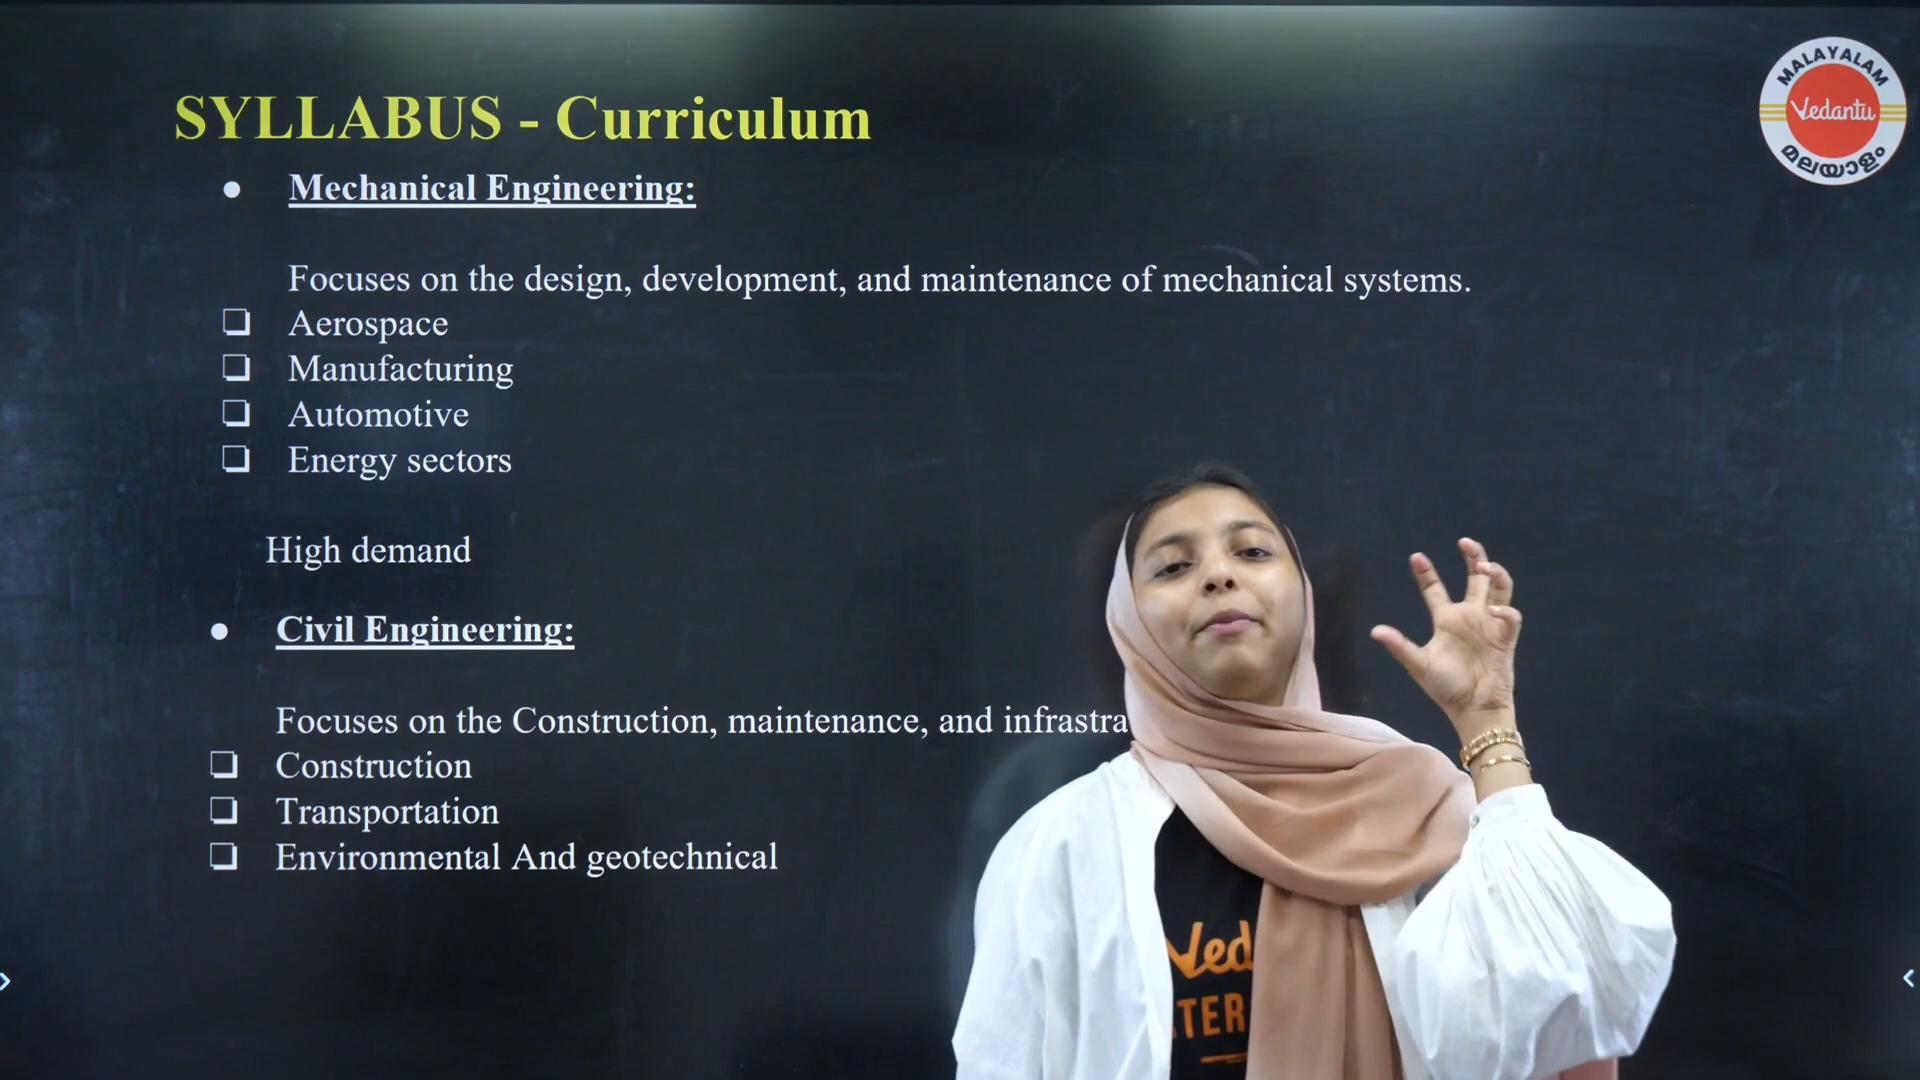 SYLLABUS - Curriculum
MALAYALAM
Vedantu
മലയാളം
● Mechanical Engineering:
Focuses on the design, development, and maintenance of mechanical systems.
❏ Aerospace
❏ Manufacturing
❏ Automotive
❏ Energy sectors
High demand
● Civil Engineering:
Focuses on the Construction, maintenance, and infrastra
❏ Construction
❏ Transportation
❏ Environmental And geotechnical
Ved
TER